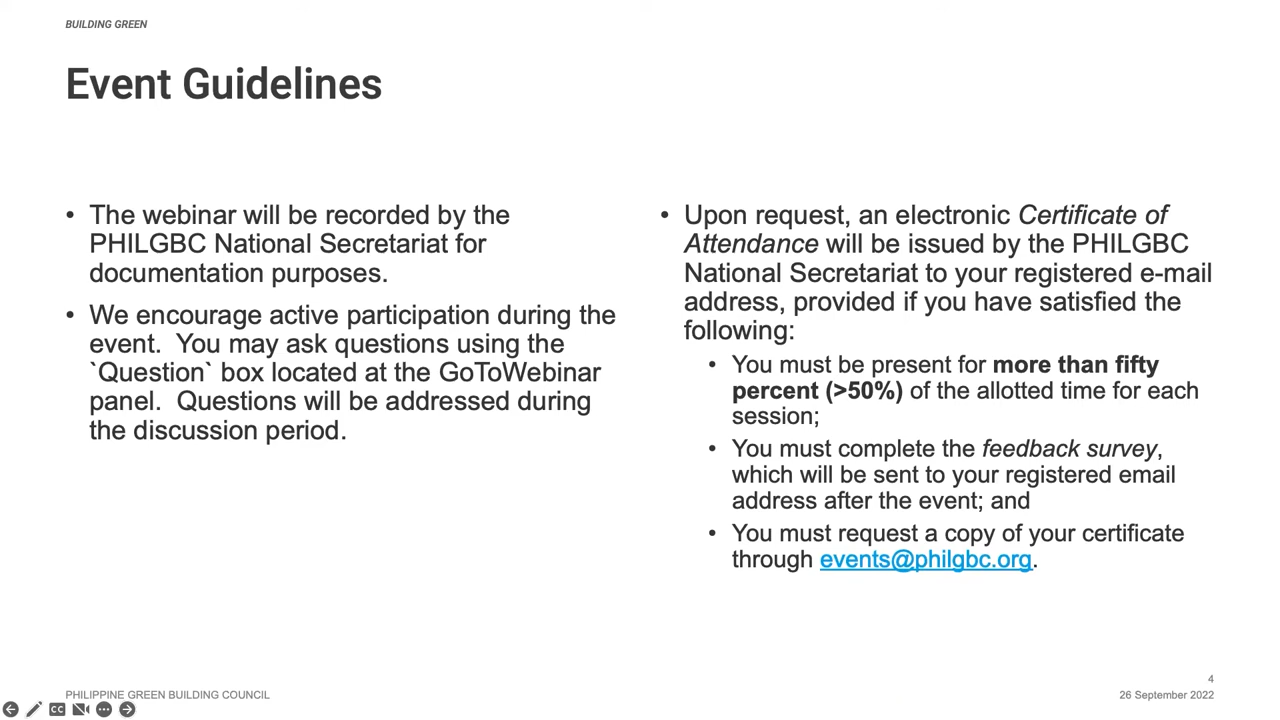 BUILDING GREEN
Event Guidelines
• The webinar will be recorded by the
PHILGBC National Secretariat for
documentation purposes.
• We encourage active participation during the
event.  You may ask questions using the
`Question` box located at the GoToWebinar
panel.  Questions will be addressed during
the discussion period.
• Upon request, an electronic Certificate of
Attendance will be issued by the PHILGBC
National Secretariat to your registered e-mail
address, provided if you have satisfied the
following:
• You must be present for more than fifty
percent (>50%) of the allotted time for each
session;
• You must complete the feedback survey,
which will be sent to your registered email
address after the event; and
• You must request a copy of your certificate
through events@philgbc.org.
4
PHILIPPINE GREEN BUILDING COUNCIL
26 September 2022
CC